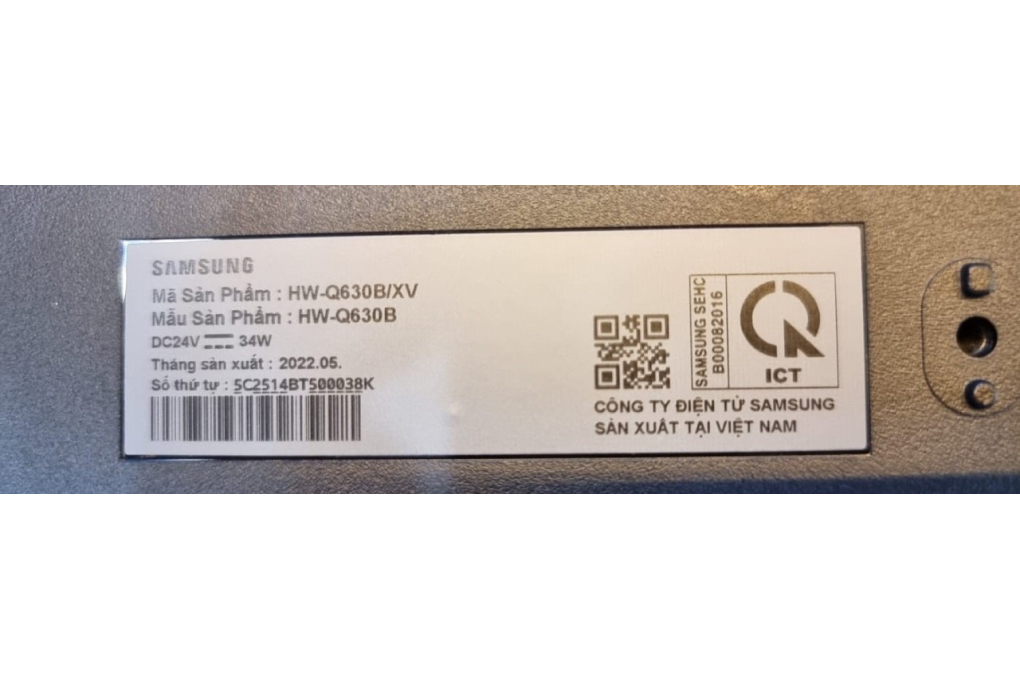 SAMSUNG
Mã Sản Phẩm : HW-Q630B/XV
Mẫu Sản Phẩm : HW-Q630B
DC24V 34W
Tháng sản xuất : 2022.05.
Số thứ tự : 5C2514BT500038K
SAMSUNG SEHC
B00082016
ICT
CÔNG TY ĐIỆN TỬ SAMSUNG
SẢN XUẤT TẠI VIỆT NAM